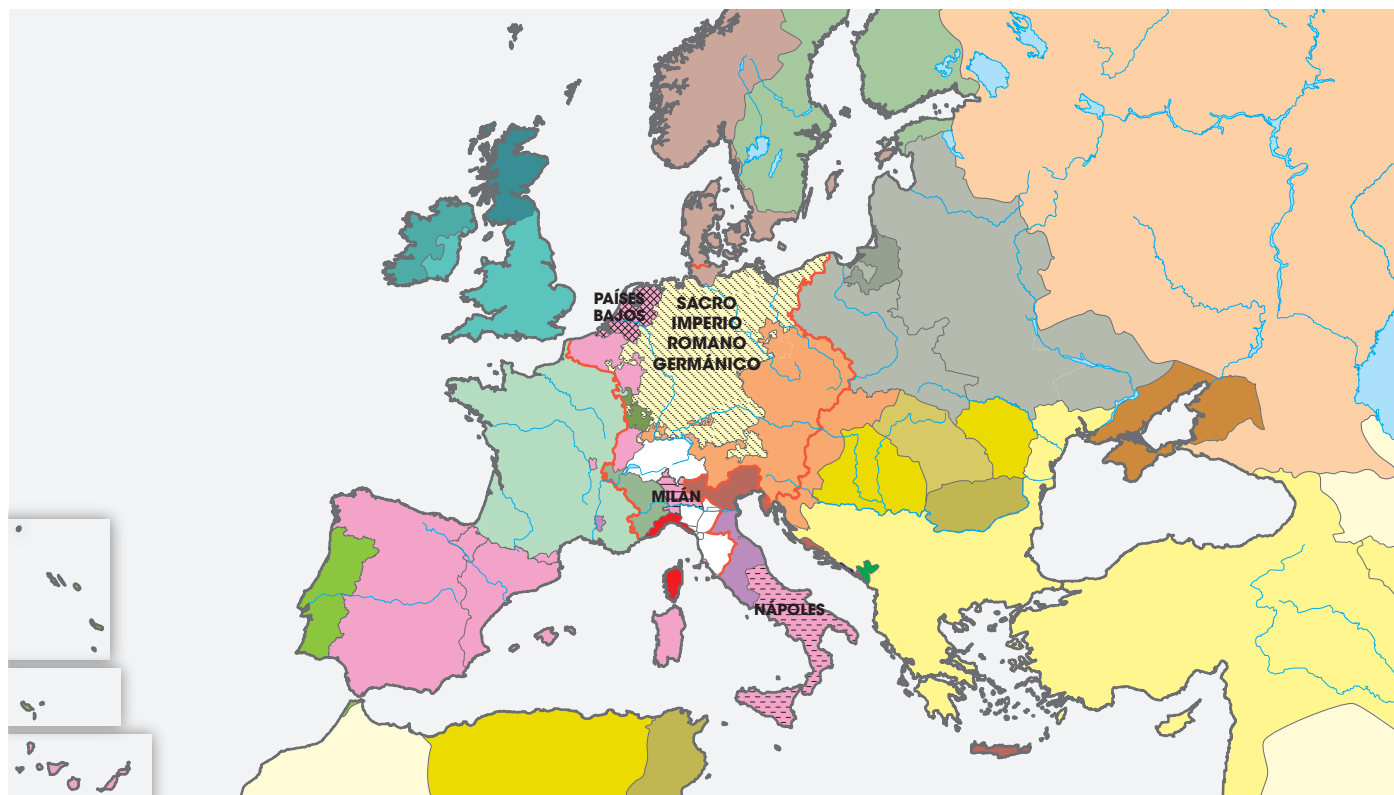 PAÍSES
BAJOS
SACRO
IMPERIO
ROMANO
GERMÁNICO
MILÁN
NÁPOLES